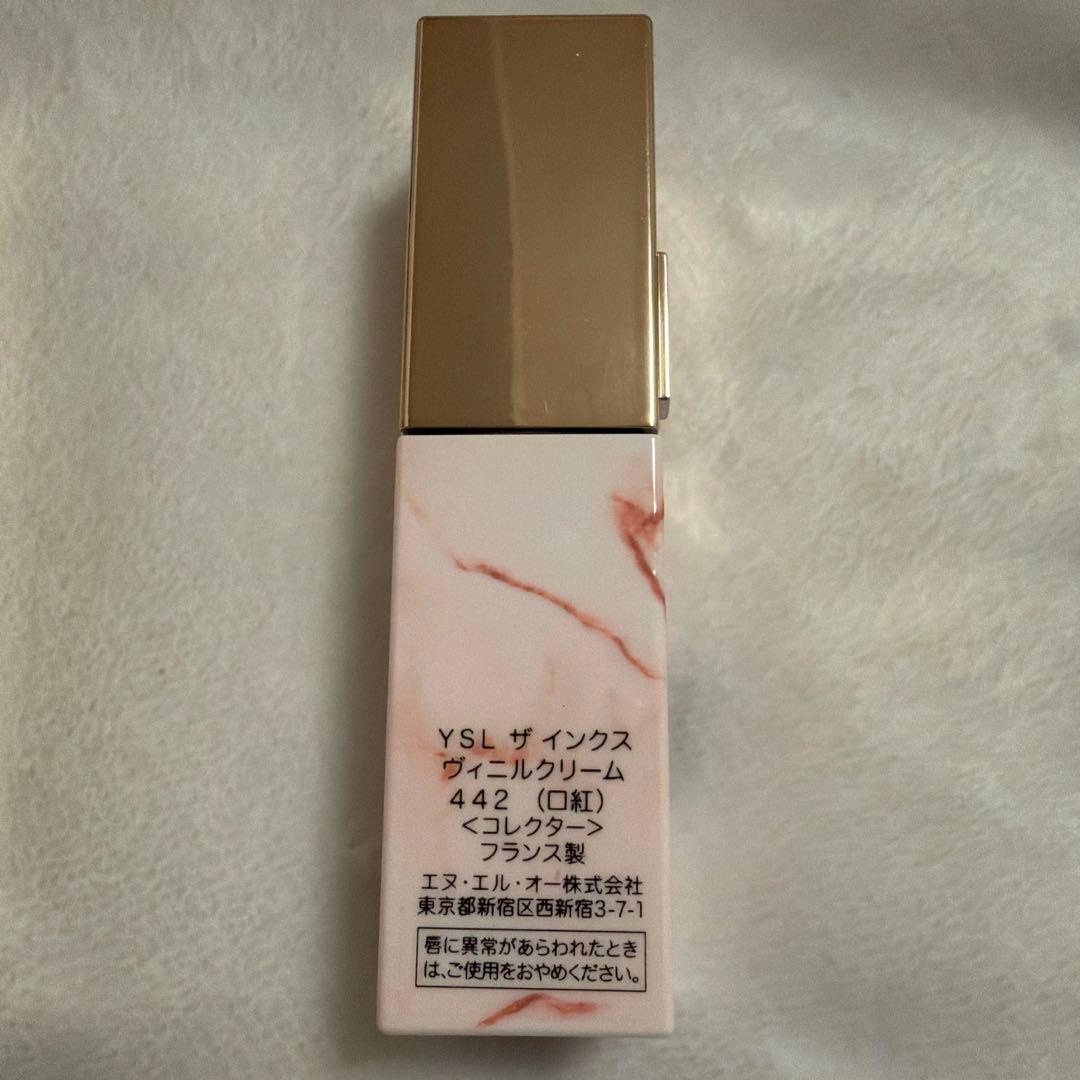 YSL ザ インクス
ヴィニルクリーム
442 （口紅）
<コレクター>
フランス製
エヌ・エル・オー株式会社
東京都新宿区西新宿3-7-1
唇に異常があらわれたとき
は､ご使用をおやめください。